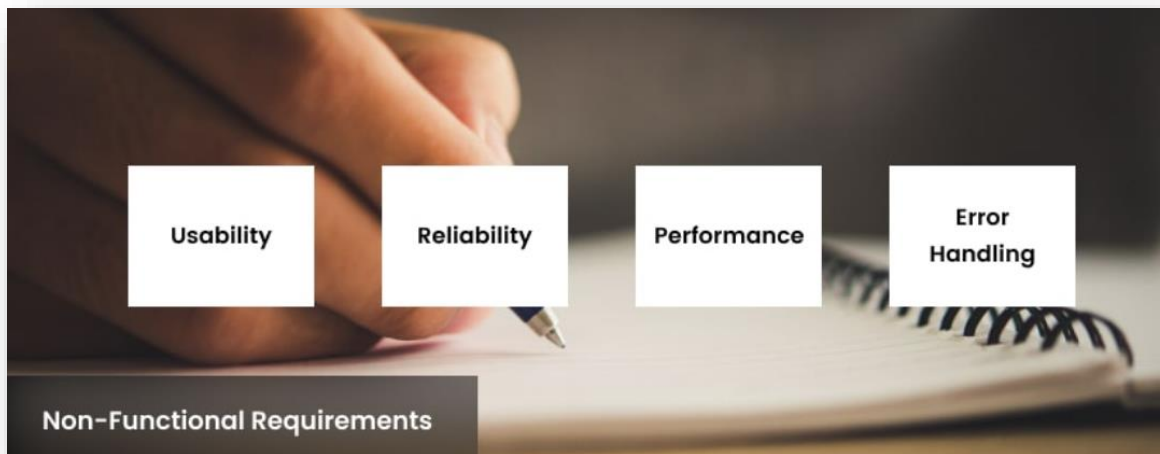 Usability
Reliability
Performance
Error
Handling
Non-Functional Requirements